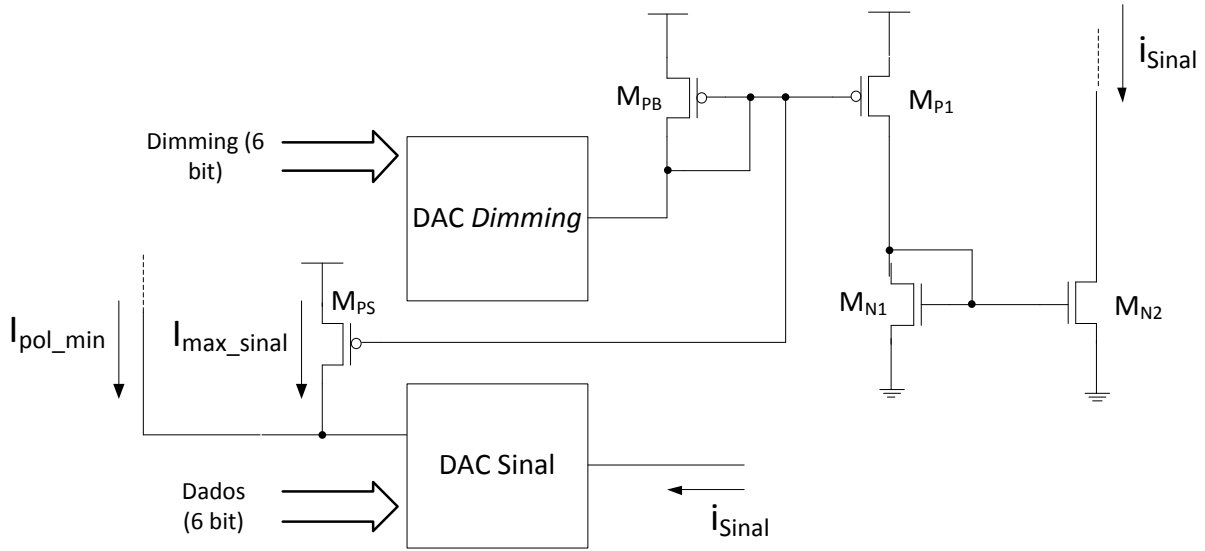 i_Sinal
M_PB
M_P1
Dimming (6
bit)
DAC Dimming
M_PS
M_N1
M_N2
I_pol_min
I_max_sinal
DAC Sinal
Dados
(6 bit)
i_Sinal